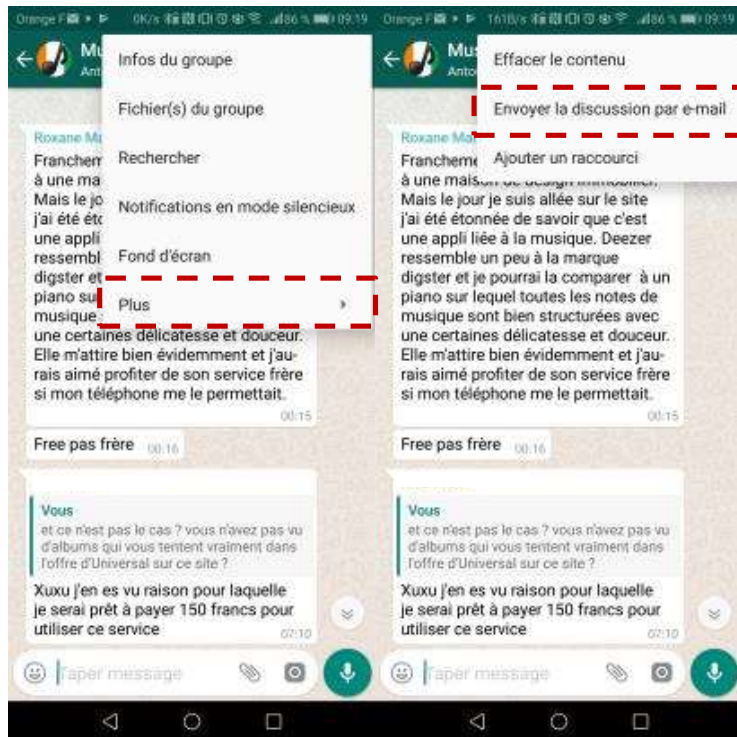 Orange F
0K/s
86 %
09:19
Mu
Anto
Infos du groupe
Fichier(s) du groupe
Rechercher
Notifications en mode silencieux
Fond d'écran
Plus
Roxane Ma
Franchem
à une ma
Mais le jo
j'ai été éto
une appli
ressembl
digster et
piano su
musique
une certaines délicatesse et douceur.
Elle m'attire bien évidemment et j'au-
rais aimé profiter de son service frère
si mon téléphone me le permettait.
00:15
Free pas frère
00:16
Vous
et ce n'est pas le cas ? vous n'avez pas vu
d'albums qui vous tentent vraiment dans
l'offre d'Universal sur ce site ?
Xuxu j'en es vu raison pour laquelle
je serai prêt à payer 150 francs pour
utiliser ce service
07:10
Taper message
Orange F
161B/s
86 %
09:19
Mus
Anto
Effacer le contenu
Envoyer la discussion par e-mail
Ajouter un raccourci
Roxane Mar
Francheme
à une maison de design immobilier.
Mais le jour je suis allée sur le site
j'ai été étonnée de savoir que c'est
une appli liée à la musique. Deezer
ressemble un peu à la marque
digster et je pourrai la comparer à un
piano sur lequel toutes les notes de
musique sont bien structurées avec
une certaines délicatesse et douceur.
Elle m'attire bien évidemment et j'au-
rais aimé profiter de son service frère
si mon téléphone me le permettait.
00:15
Free pas frère
00:16
Vous
et ce n'est pas le cas ? vous n'avez pas vu
d'albums qui vous tentent vraiment dans
l'offre d'Universal sur ce site ?
Xuxu j'en es vu raison pour laquelle
je serai prêt à payer 150 francs pour
utiliser ce service
07:10
Taper message